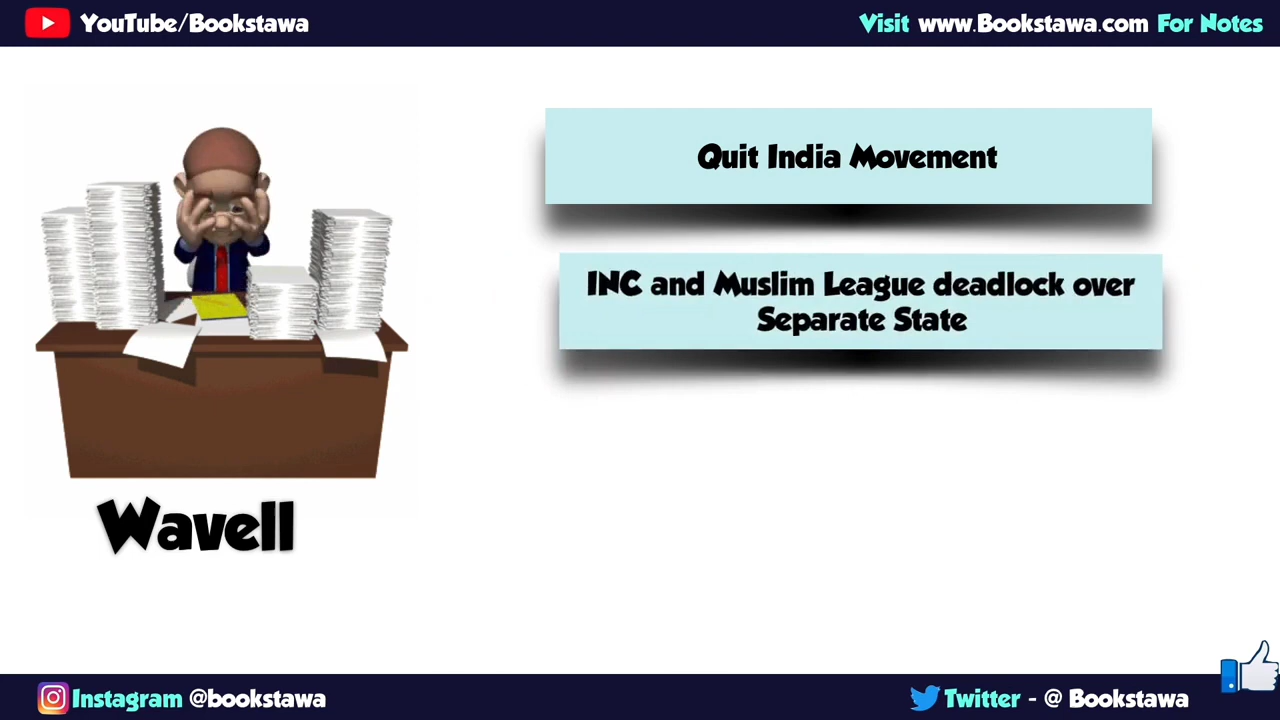 YouTube/Bookstawa
Visit www.Bookstawa.com For Notes
Quit India Movement
INC and Muslim League deadlock over
Separate State
Wavell
Instagram @bookstawa
Twitter - @ Bookstawa